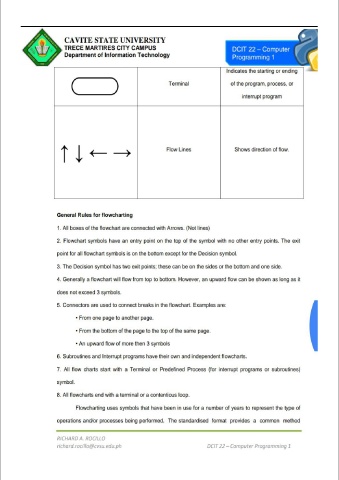 CAVITE STATE UNIVERSITY
TRECE MARTIRES CITY CAMPUS
Department of Information Technology
DCIT 22 – Computer
Programming 1
Terminal
Indicates the starting or ending
of the program, process, or
interrupt program
↑ ↓ ← →
Flow Lines
Shows direction of flow.
General Rules for flowcharting
1. All boxes of the flowchart are connected with Arrows. (Not lines)
2. Flowchart symbols have an entry point on the top of the symbol with no other entry points. The exit
point for all flowchart symbols is on the bottom except for the Decision symbol.
3. The Decision symbol has two exit points; these can be on the sides or the bottom and one side.
4. Generally a flowchart will flow from top to bottom. However, an upward flow can be shown as long as it
does not exceed 3 symbols.
5. Connectors are used to connect breaks in the flowchart. Examples are:
• From one page to another page.
• From the bottom of the page to the top of the same page.
• An upward flow of more then 3 symbols
6. Subroutines and Interrupt programs have their own and independent flowcharts.
7. All flow charts start with a Terminal or Predefined Process (for interrupt programs or subroutines)
symbol.
8. All flowcharts end with a terminal or a contentious loop.
Flowcharting uses symbols that have been in use for a number of years to represent the type of
operations and/or processes being performed. The standardised format provides a common method
RICHARD A. ROCILLO
richard.rocillo@cvsu.edu.ph
DCIT 22 – Computer Programming 1